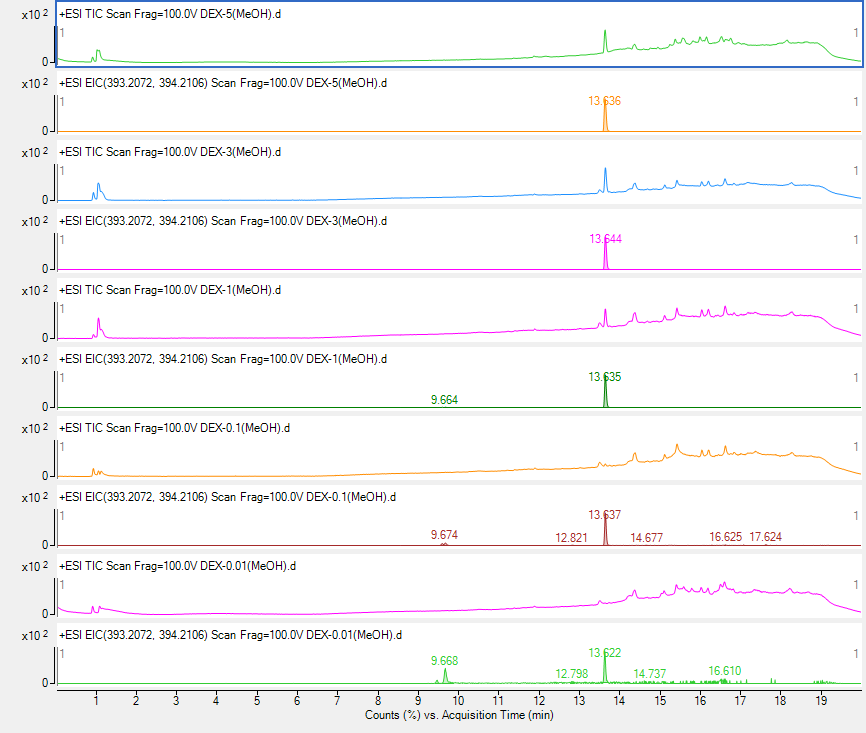 x10 2 +ESI TIC Scan Frag=100.0V DEX-5(MeOH).d
1 1
0
x10 2 +ESI EIC(393.2072, 394.2106) Scan Frag=100.0V DEX-5(MeOH).d
1 13.636 1
0
x10 2 +ESI TIC Scan Frag=100.0V DEX-3(MeOH).d
1 1
0
x10 2 +ESI EIC(393.2072, 394.2106) Scan Frag=100.0V DEX-3(MeOH).d
1 13.644 1
0
x10 2 +ESI TIC Scan Frag=100.0V DEX-1(MeOH).d
1 1
0
x10 2 +ESI EIC(393.2072, 394.2106) Scan Frag=100.0V DEX-1(MeOH).d
1 13.635 1
9.664
0
x10 2 +ESI TIC Scan Frag=100.0V DEX-0.1(MeOH).d
1 1
0
x10 2 +ESI EIC(393.2072, 394.2106) Scan Frag=100.0V DEX-0.1(MeOH).d
1 13.637 1
9.674 12.821 14.677 16.625 17.624
0
x10 2 +ESI TIC Scan Frag=100.0V DEX-0.01(MeOH).d
1 1
0
x10 2 +ESI EIC(393.2072, 394.2106) Scan Frag=100.0V DEX-0.01(MeOH).d
1 13.622 1
9.668 12.798 14.737 16.610
0
1 2 3 4 5 6 7 8 9 10 11 12 13 14 15 16 17 18 19
Counts (%) vs. Acquisition Time (min)